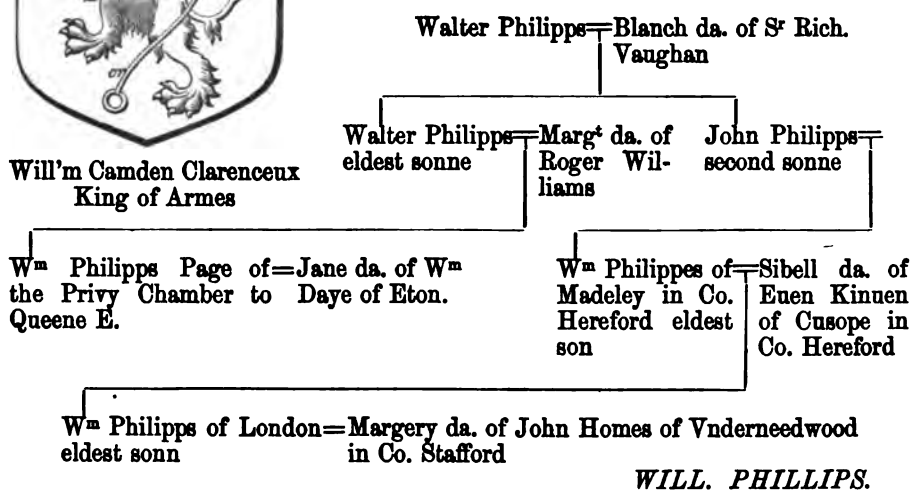 Walter Philipps=Blanch da. of Sʳ Rich.
Vaughan
Walter Philipps=Margᵗ da. of
eldest sonne
Roger Wil-
liams
John Philipps=
second sonne
Will'm Camden Clarenceux
King of Armes
Wᵐ Philipps Page of=Jane da. of Wᵐ
the Privy Chamber to
Daye of Eton.
Queene E.
Wᵐ Philippes of=Sibell da. of
Madeley in Co.
Euen Kinuen
Hereford eldest
of Cusope in
son
Co. Hereford
Wᵐ Philipps of London=Margery da. of John Homes of Vnderneedwood
eldest sonn
in Co. Stafford
WILL. PHILLIPS.